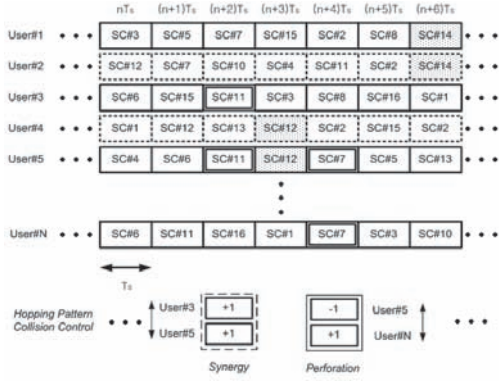 nTs (n+1)Ts (n+2)Ts (n+3)Ts (n+4)Ts (n+5)Ts (n+6)Ts
User#1 • • • SC#3 SC#5 SC#7 SC#15 SC#2 SC#8 SC#14 • • •
User#2 • • • SC#12 SC#7 SC#10 SC#4 SC#11 SC#2 SC#14 • • •
User#3 • • • SC#6 SC#15 SC#11 SC#3 SC#8 SC#16 SC#1 • • •
User#4 • • • SC#1 SC#12 SC#13 SC#12 SC#2 SC#15 SC#2 • • •
User#5 • • • SC#4 SC#6 SC#11 SC#12 SC#7 SC#5 SC#13 • • •
User#N • • • SC#6 SC#11 SC#16 SC#1 SC#7 SC#3 SC#10 • • •
Ts
Hopping Pattern
Collision Control
• • •
User#3 +1
User#5 +1
Synergy
-1 User#5
+1 User#N
Perforation
• • •